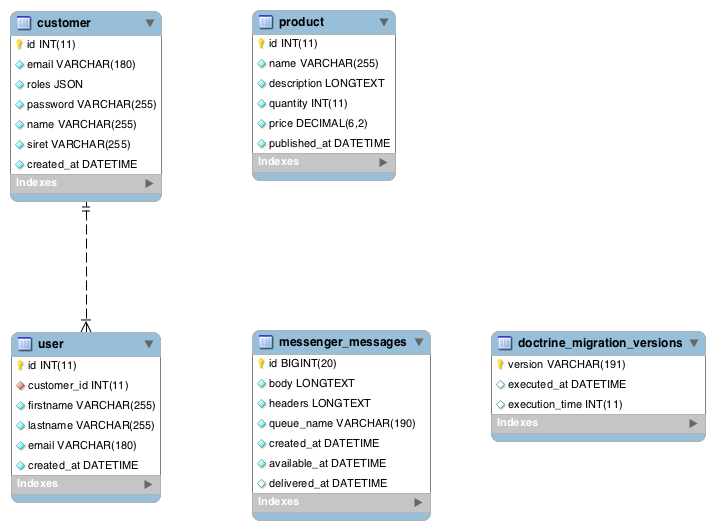 customer
id INT(11)
email VARCHAR(180)
roles JSON
password VARCHAR(255)
name VARCHAR(255)
siret VARCHAR(255)
created_at DATETIME
Indexes
product
id INT(11)
name VARCHAR(255)
description LONGTEXT
quantity INT(11)
price DECIMAL(6,2)
published_at DATETIME
Indexes
user
id INT(11)
customer_id INT(11)
firstname VARCHAR(255)
lastname VARCHAR(255)
email VARCHAR(180)
created_at DATETIME
Indexes
messenger_messages
id BIGINT(20)
body LONGTEXT
headers LONGTEXT
queue_name VARCHAR(190)
created_at DATETIME
available_at DATETIME
delivered_at DATETIME
Indexes
doctrine_migration_versions
version VARCHAR(191)
executed_at DATETIME
execution_time INT(11)
Indexes